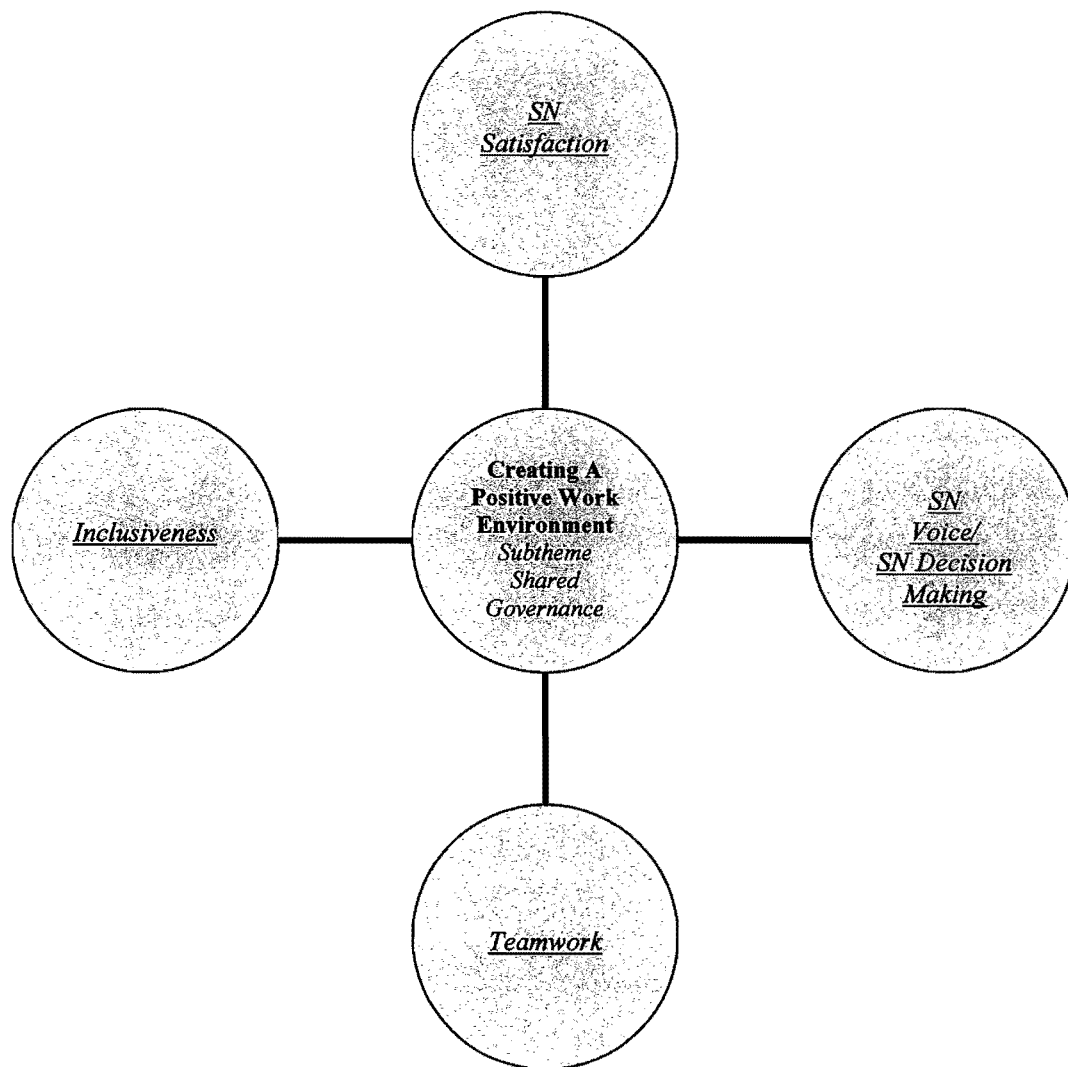 SN
Satisfaction
Inclusiveness
Creating A
Positive Work
Environment
Subtheme
Shared
Governance
SN
Voice/
SN Decision
Making
Teamwork